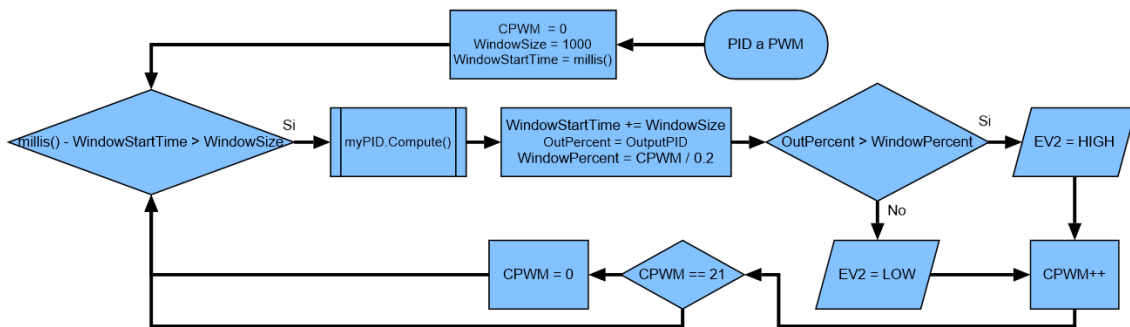 PID a PWM
CPWM = 0
WindowSize = 1000
WindowStartTime = millis()
millis() - WindowStartTime > WindowSize
Si
myPID.Compute()
WindowStartTime += WindowSize
OutPercent = OutputPID
WindowPercent = CPWM / 0.2
OutPercent > WindowPercent
Si
EV2 = HIGH
No
EV2 = LOW
CPWM++
CPWM == 21
CPWM = 0